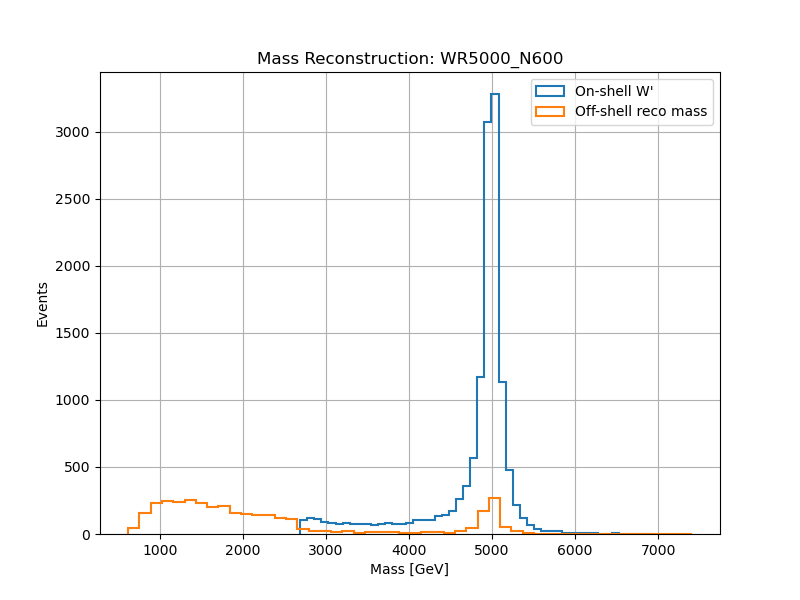 Mass Reconstruction: WR5000_N600
On-shell W'
Off-shell reco mass
3000
2500
2000
1500
1000
500
0
Events
1000 2000 3000 4000 5000 6000 7000
Mass [GeV]